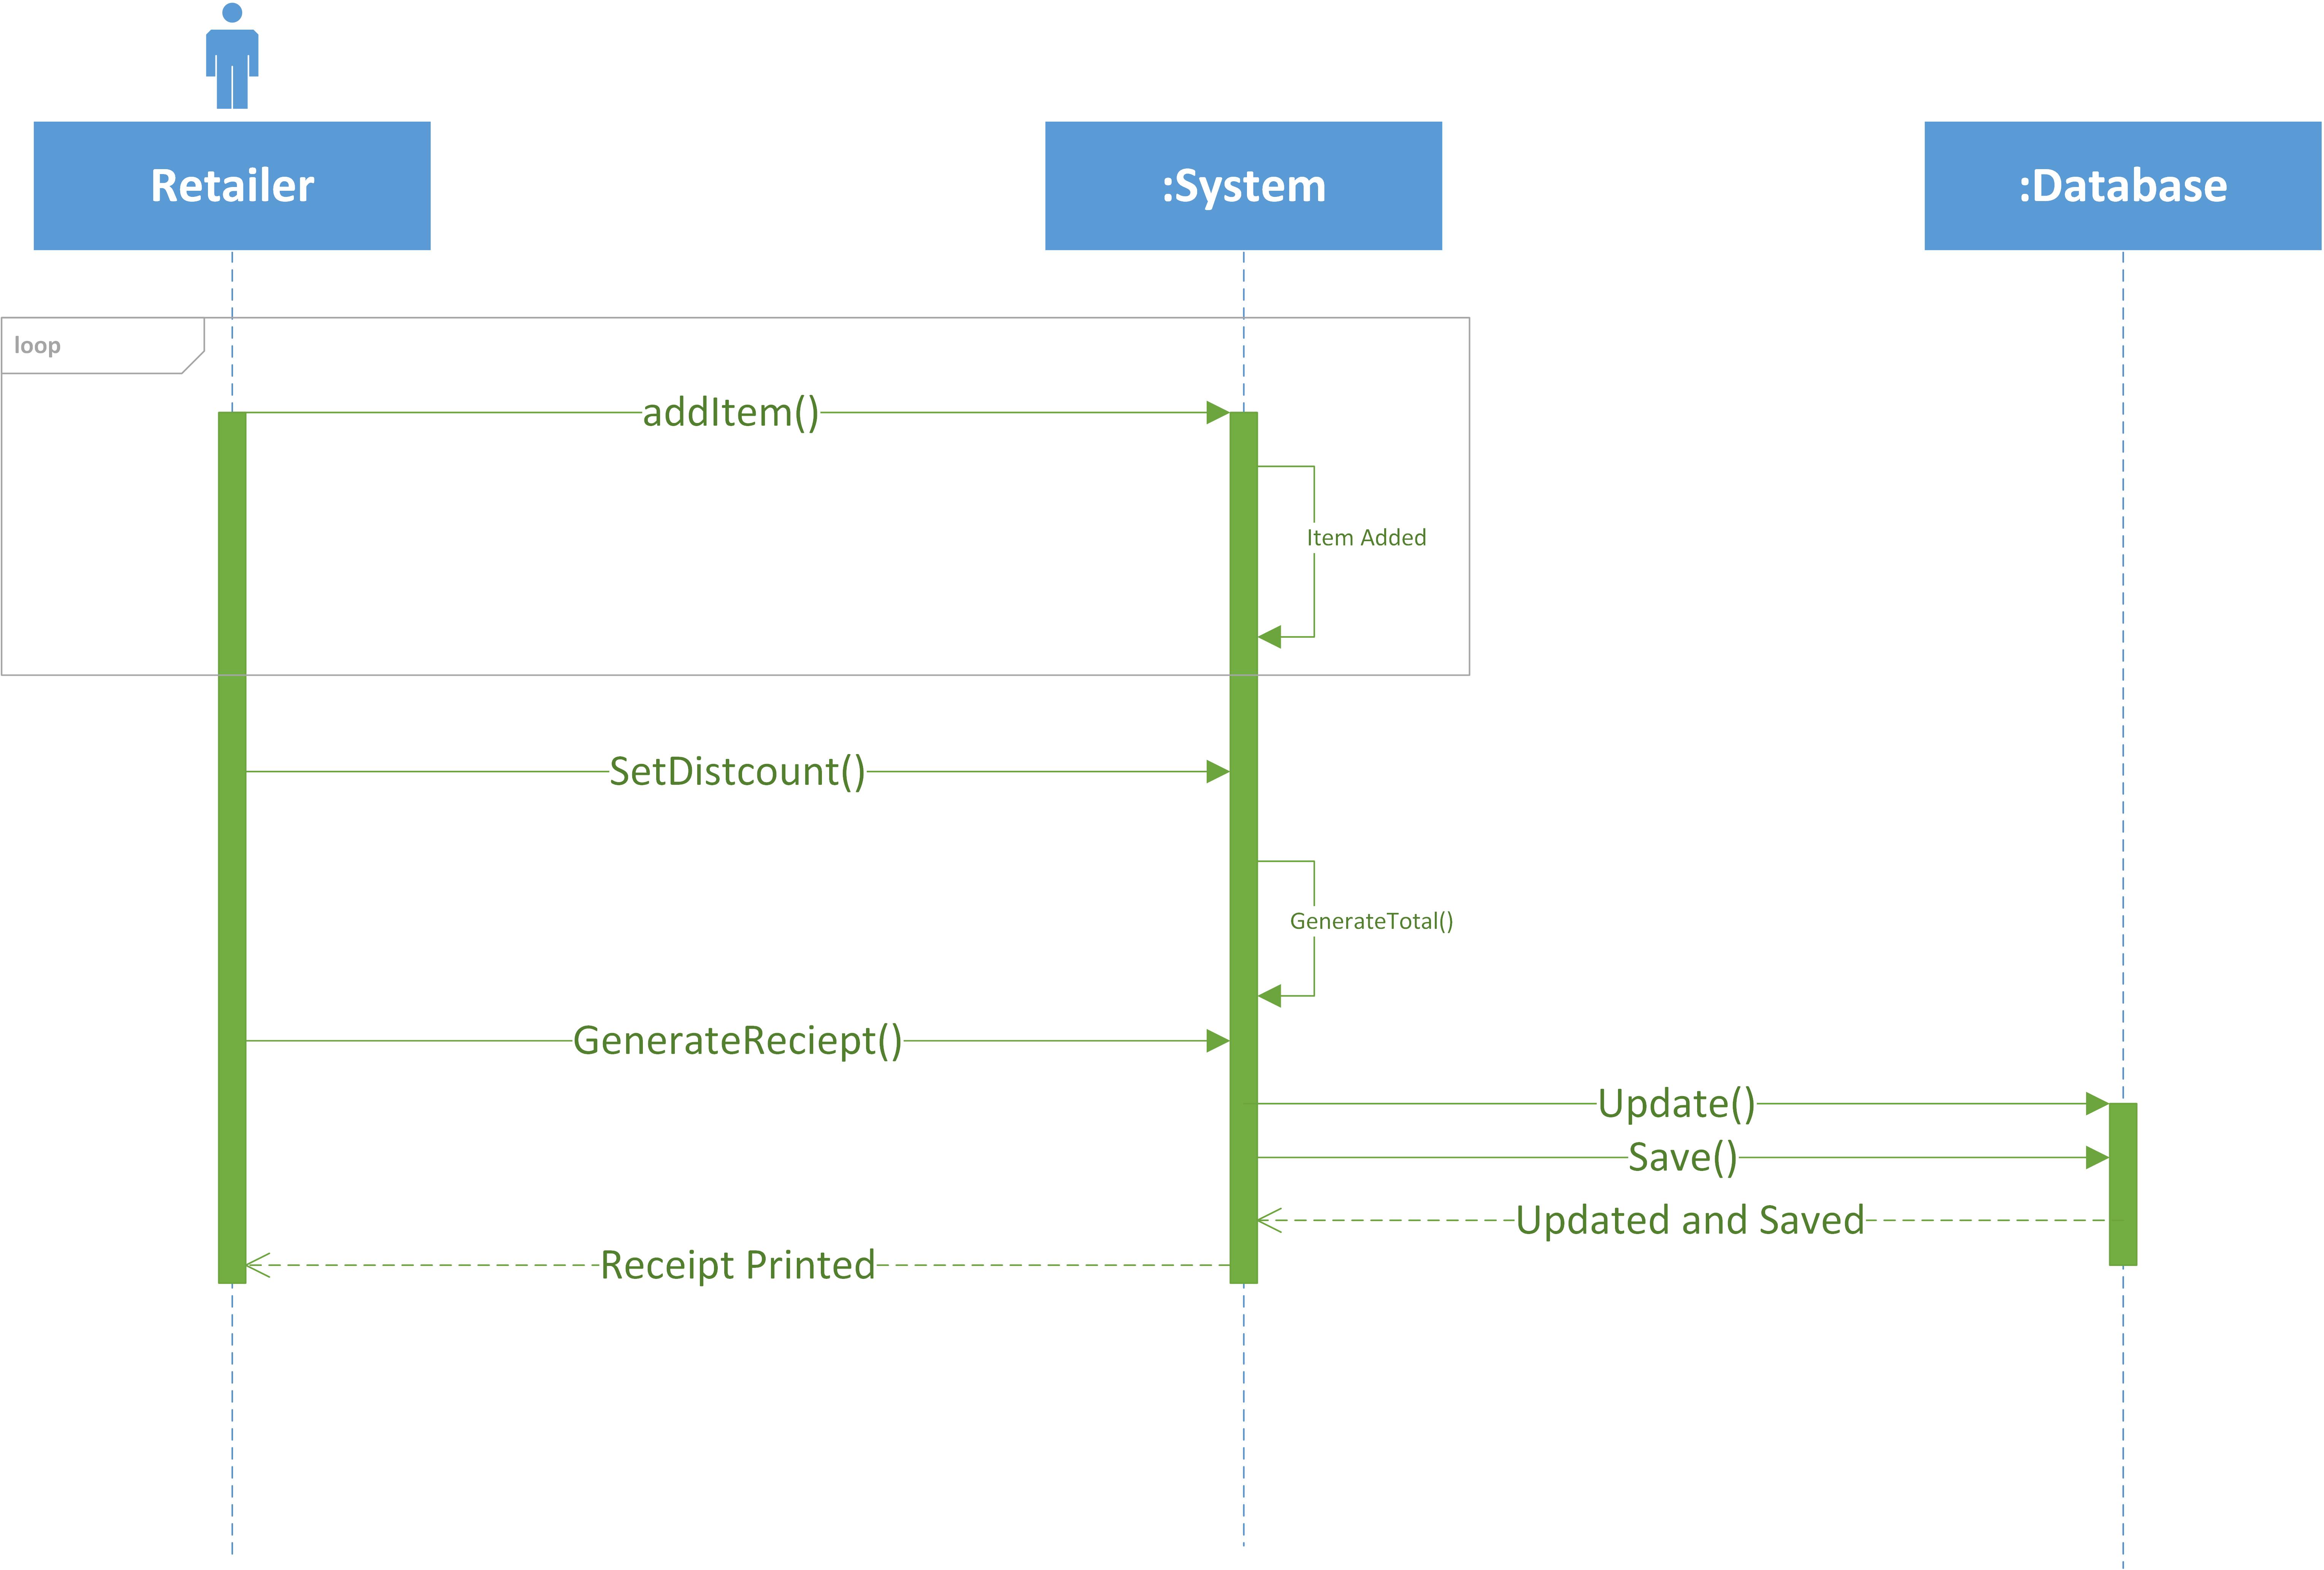 Retailer
:System
:Database
loop
addItem()
Item Added
SetDistcount()
GenerateTotal()
GenerateReciept()
Update()
Save()
Updated and Saved
Receipt Printed